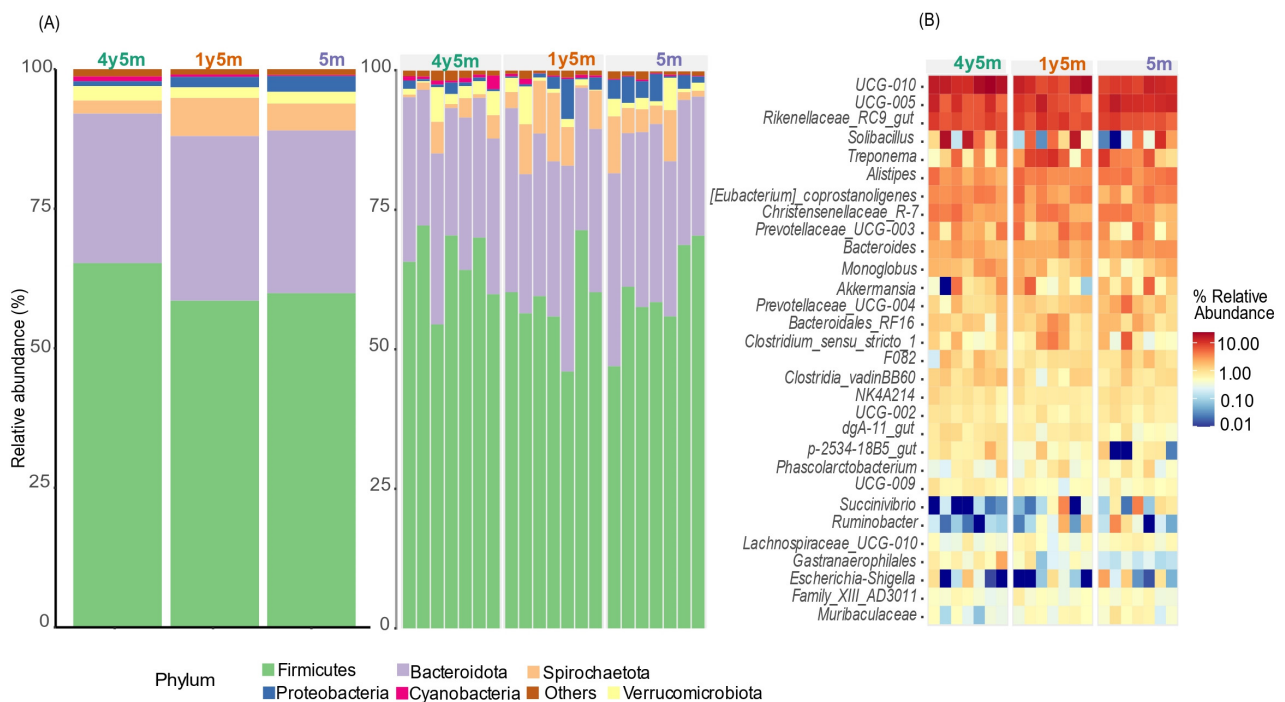 (A)
4y5m 1y5m 5m
100
75
50
25
0
Relative abundance (%)
4y5m 1y5m 5m
100
75
50
25
0
Phylum
Firmicutes Bacteroidota Spirochaetota
Proteobacteria Cyanobacteria Others Verrucomicrobiota
(B)
4y5m 1y5m 5m
UCG-010
UCG-005
Rikenellaceae_RC9_gut
Solibacillus
Treponema
Alistipes
[Eubacterium]_coprostanoligenes
Christensenellaceae_R-7
Prevotellaceae_UCG-003
Bacteroides
Monoglobus
Akkermansia
Prevotellaceae_UCG-004
Bacteroidales_RF16
Clostridium_sensu_stricto_1
F082
Clostridia_vadinBB60
NK4A214
UCG-002
dgA-11_gut
p-2534-18B5_gut
Phascolarctobacterium
UCG-009
Succinivibrio
Ruminobacter
Lachnospiraceae_UCG-010
Gastranaerophilales
Escherichia-Shigella
Family_XIII_AD3011
Muribaculaceae
% Relative
Abundance
10.00
1.00
0.10
0.01